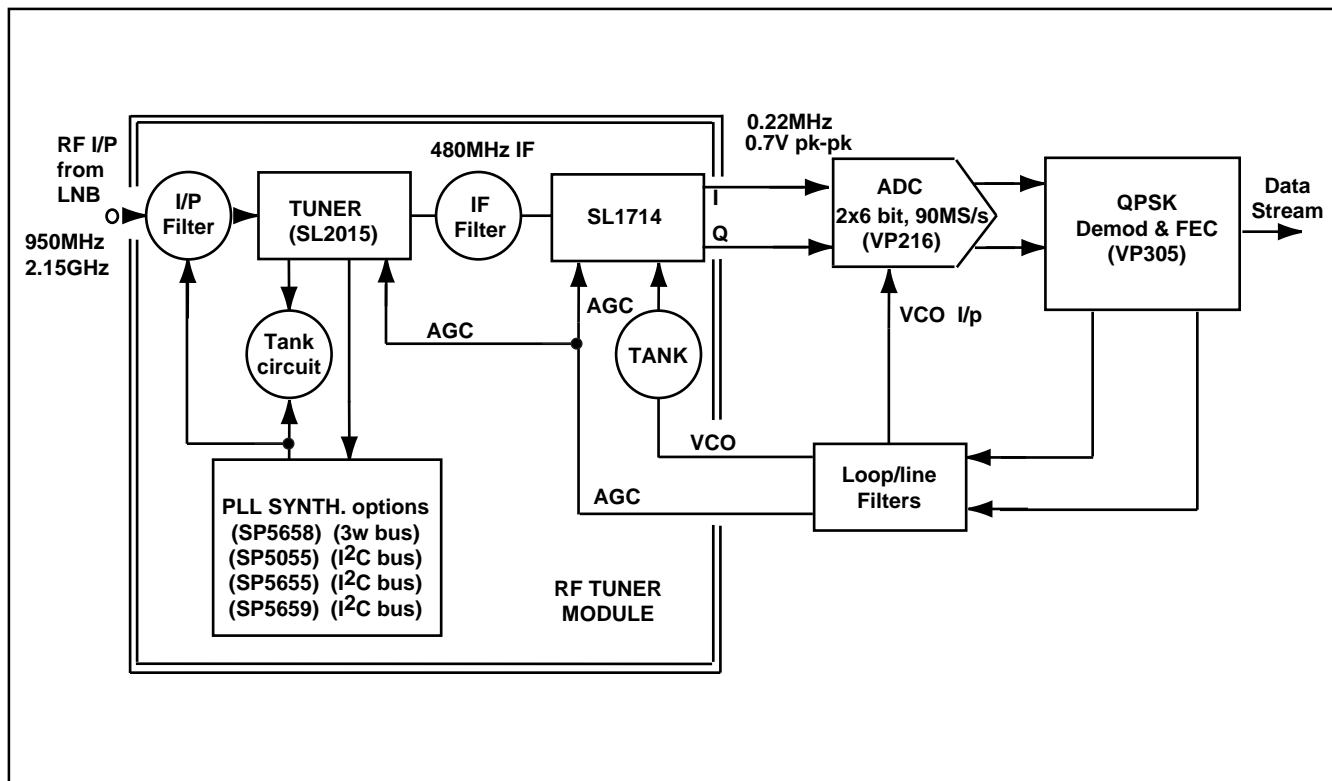 RF I/P
from
LNB
950MHz
2.15GHz
I/P
Filter
TUNER
(SL2015)
480MHz IF
IF
Filter
SL1714
I
Q
0.22MHz
0.7V pk-pk
ADC
2x6 bit, 90MS/s
(VP216)
QPSK
Demod & FEC
(VP305)
Data
Stream
Tank
circuit
AGC
AGC
TANK
VCO I/p
VCO
AGC
Loop/line
Filters
PLL SYNTH. options
(SP5658) (3w bus)
(SP5055) (I²C bus)
(SP5655) (I²C bus)
(SP5659) (I²C bus)
RF TUNER
MODULE